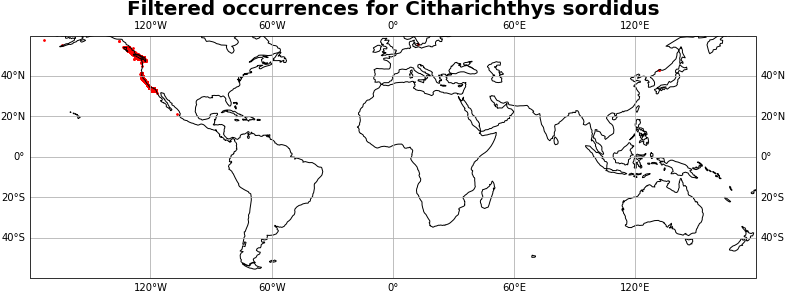 Filtered occurrences for Citharichthys sordidus
120°W 60°W 0° 60°E 120°E
40°N 40°N
20°N 20°N
0° 0°
20°S 20°S
40°S 40°S
120°W 60°W 0° 60°E 120°E